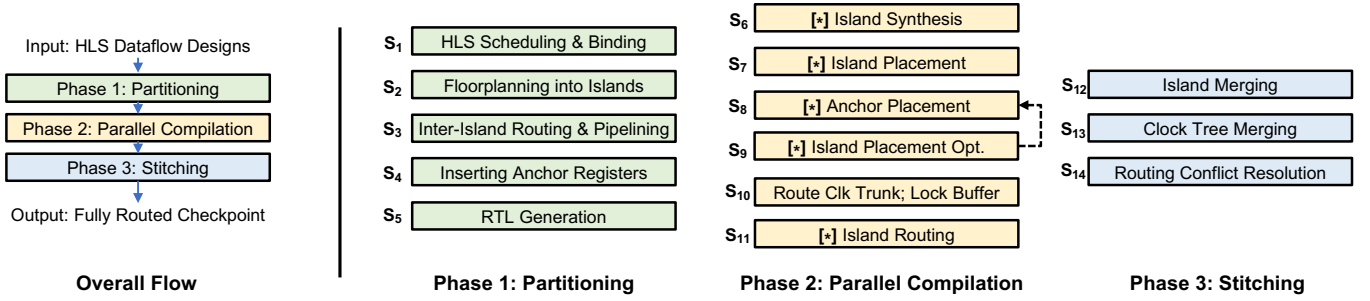 Input: HLS Dataflow Designs
Phase 1: Partitioning
Phase 2: Parallel Compilation
Phase 3: Stitching
Output: Fully Routed Checkpoint
Overall Flow
S1 HLS Scheduling & Binding
S2 Floorplanning into Islands
S3 Inter-Island Routing & Pipelining
S4 Inserting Anchor Registers
S5 RTL Generation
Phase 1: Partitioning
S6 [*] Island Synthesis
S7 [*] Island Placement
S8 [*] Anchor Placement
S9 [*] Island Placement Opt.
S10 Route Clk Trunk; Lock Buffer
S11 [*] Island Routing
Phase 2: Parallel Compilation
S12 Island Merging
S13 Clock Tree Merging
S14 Routing Conflict Resolution
Phase 3: Stitching